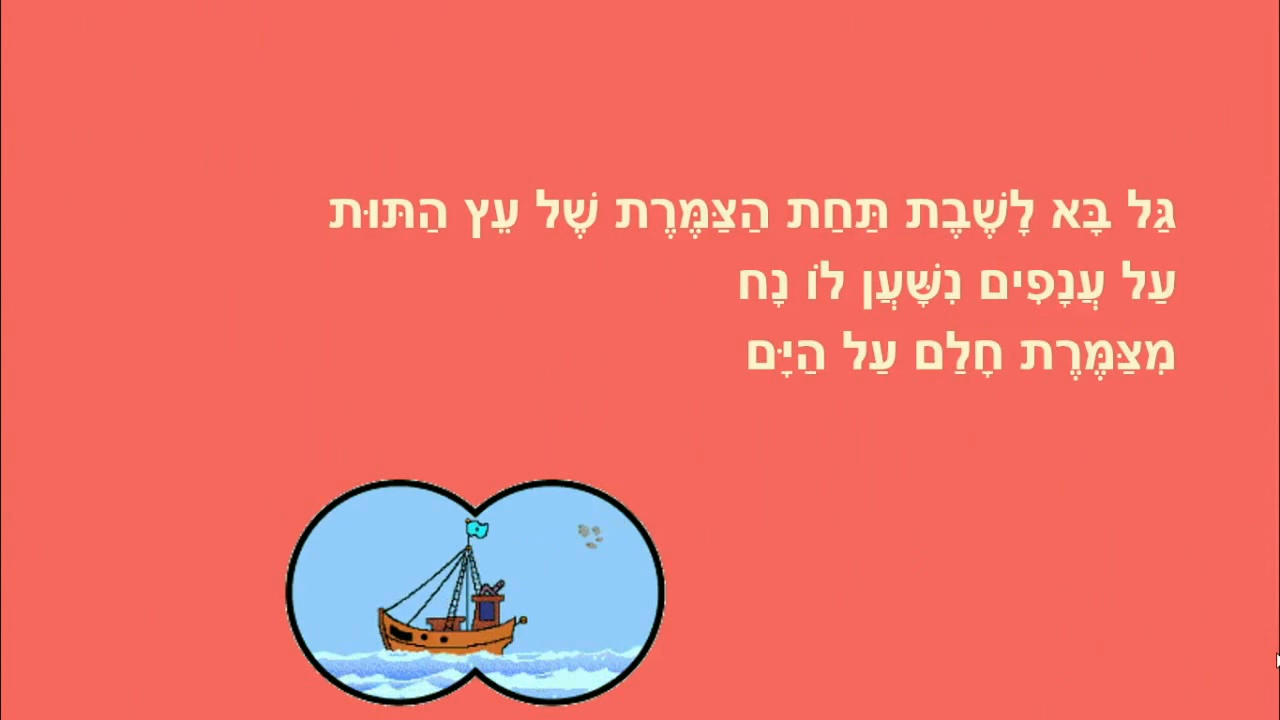 גַּל בָּא לָשֶׁבֶת תַּחַת הַצַּמֶּרֶת שֶׁל עֵץ הַתּוּת
עַל עֲנָפִים נִשָּׁעֲן לוֹ נָח
מִצַּמֶּרֶת חָלַם עַל הַיָּם